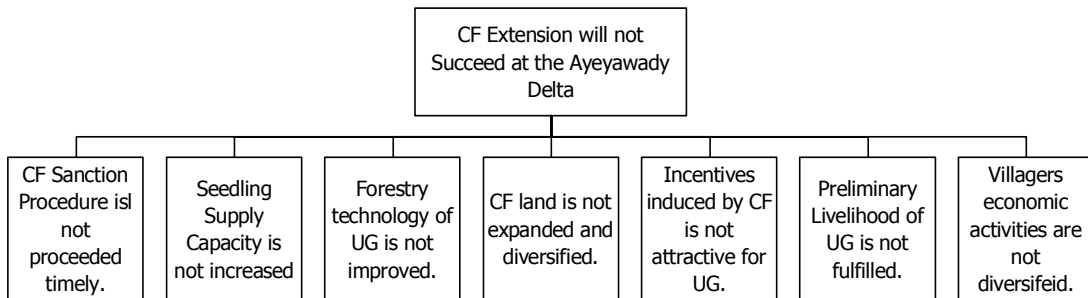 CF Extension will not
Succeed at the Ayeyawady
Delta
CF Sanction
Procedure isl
not
proceeded
timely.
Seedling
Supply
Capacity is
not increased
Forestry
technology of
UG is not
improved.
CF land is not
expanded and
diversified.
Incentives
induced by CF
is not
attractive for
UG.
Preliminary
Livelihood of
UG is not
fulfilled.
Villagers
economic
activities are
not
diversifeid.